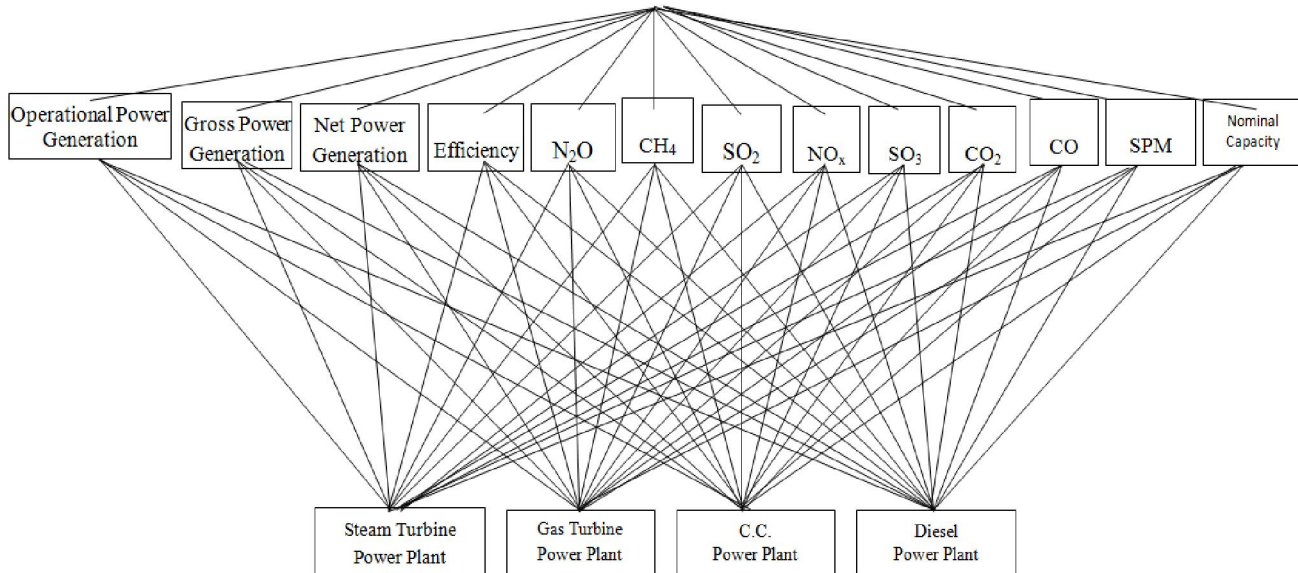 Operational Power
Generation
Gross Power
Generation
Net Power
Generation
Efficiency
N₂O
CH₄
SO₂
NOₓ
SO₃
CO₂
CO
SPM
Nominal
Capacity
Steam Turbine
Power Plant
Gas Turbine
Power Plant
C.C.
Power Plant
Diesel
Power Plant